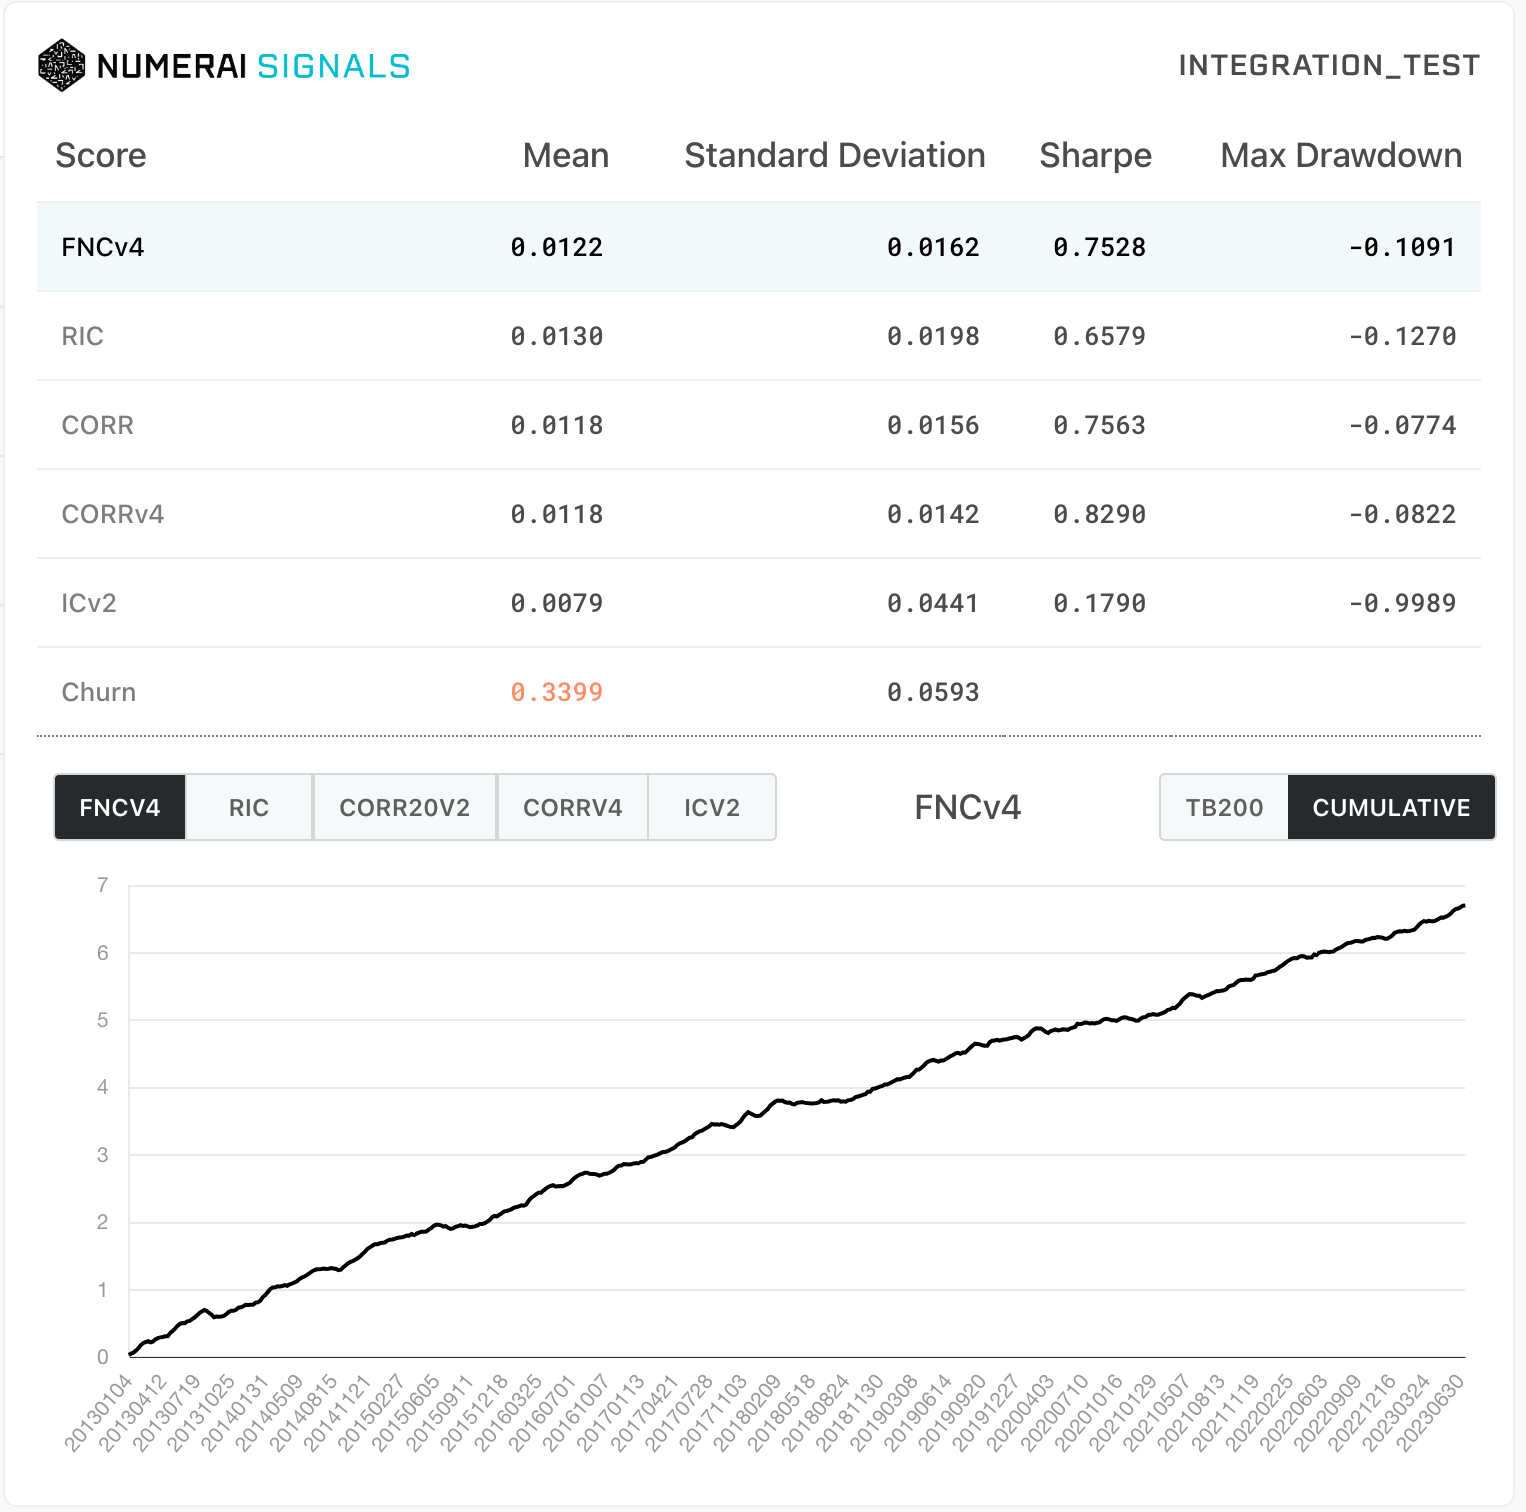 NUMERAI SIGNALS INTEGRATION_TEST
Score Mean Standard Deviation Sharpe Max Drawdown
FNCv4 0.0122 0.0162 0.7528 -0.1091
RIC 0.0130 0.0198 0.6579 -0.1270
CORR 0.0118 0.0156 0.7563 -0.0774
CORRv4 0.0118 0.0142 0.8290 -0.0822
ICv2 0.0079 0.0441 0.1790 -0.9989
Churn 0.3399 0.0593
FNCV4 RIC CORR20V2 CORRV4 ICV2 FNCv4 TB200 CUMULATIVE
7
6
5
4
3
2
1
0
20130104 20130412 20130719 20131025 20140131 20140509 20140815 20141121 20150227 20150605 20150911 20151218 20160325 20160701 20161007 20170113 20170421 20170728 20171103 20180209 20180518 20180824 20181130 20190308 20190614 20190920 20191227 20200403 20200710 20201016 20210129 20210507 20210813 20211119 20220225 20220603 20220909 20221216 20230324 20230630